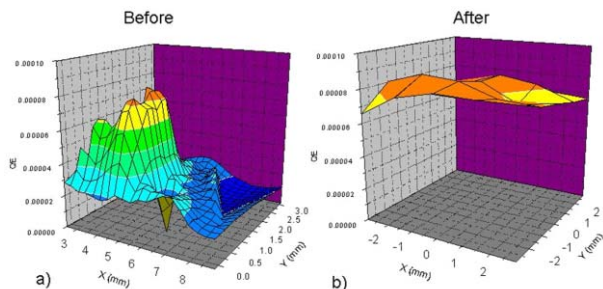 Before
After
0.00010
0.00008
0.00006
0.00004
0.00002
0.00000
QE
3 4 5 6 7 8
X (mm)
0.0 0.5 1.0 1.5 2.0 2.5 3.0
Y (mm)
a)
0.00010
0.00008
0.00006
0.00004
0.00002
0.00000
QE
-2 -1 0 1 2
X (mm)
-2 -1 0 1 2
Y (mm)
b)